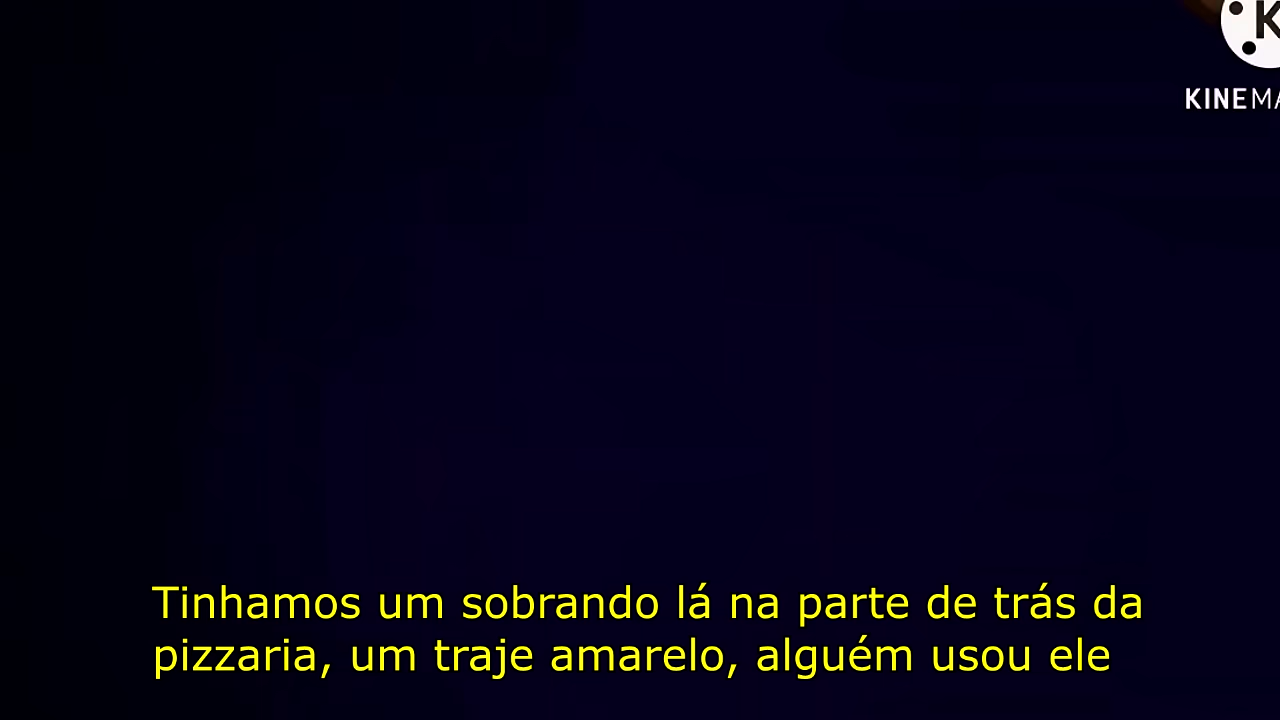 K
KINEMA
Tinhamos um sobrando lá na parte de trás da
pizzaria, um traje amarelo, alguém usou ele